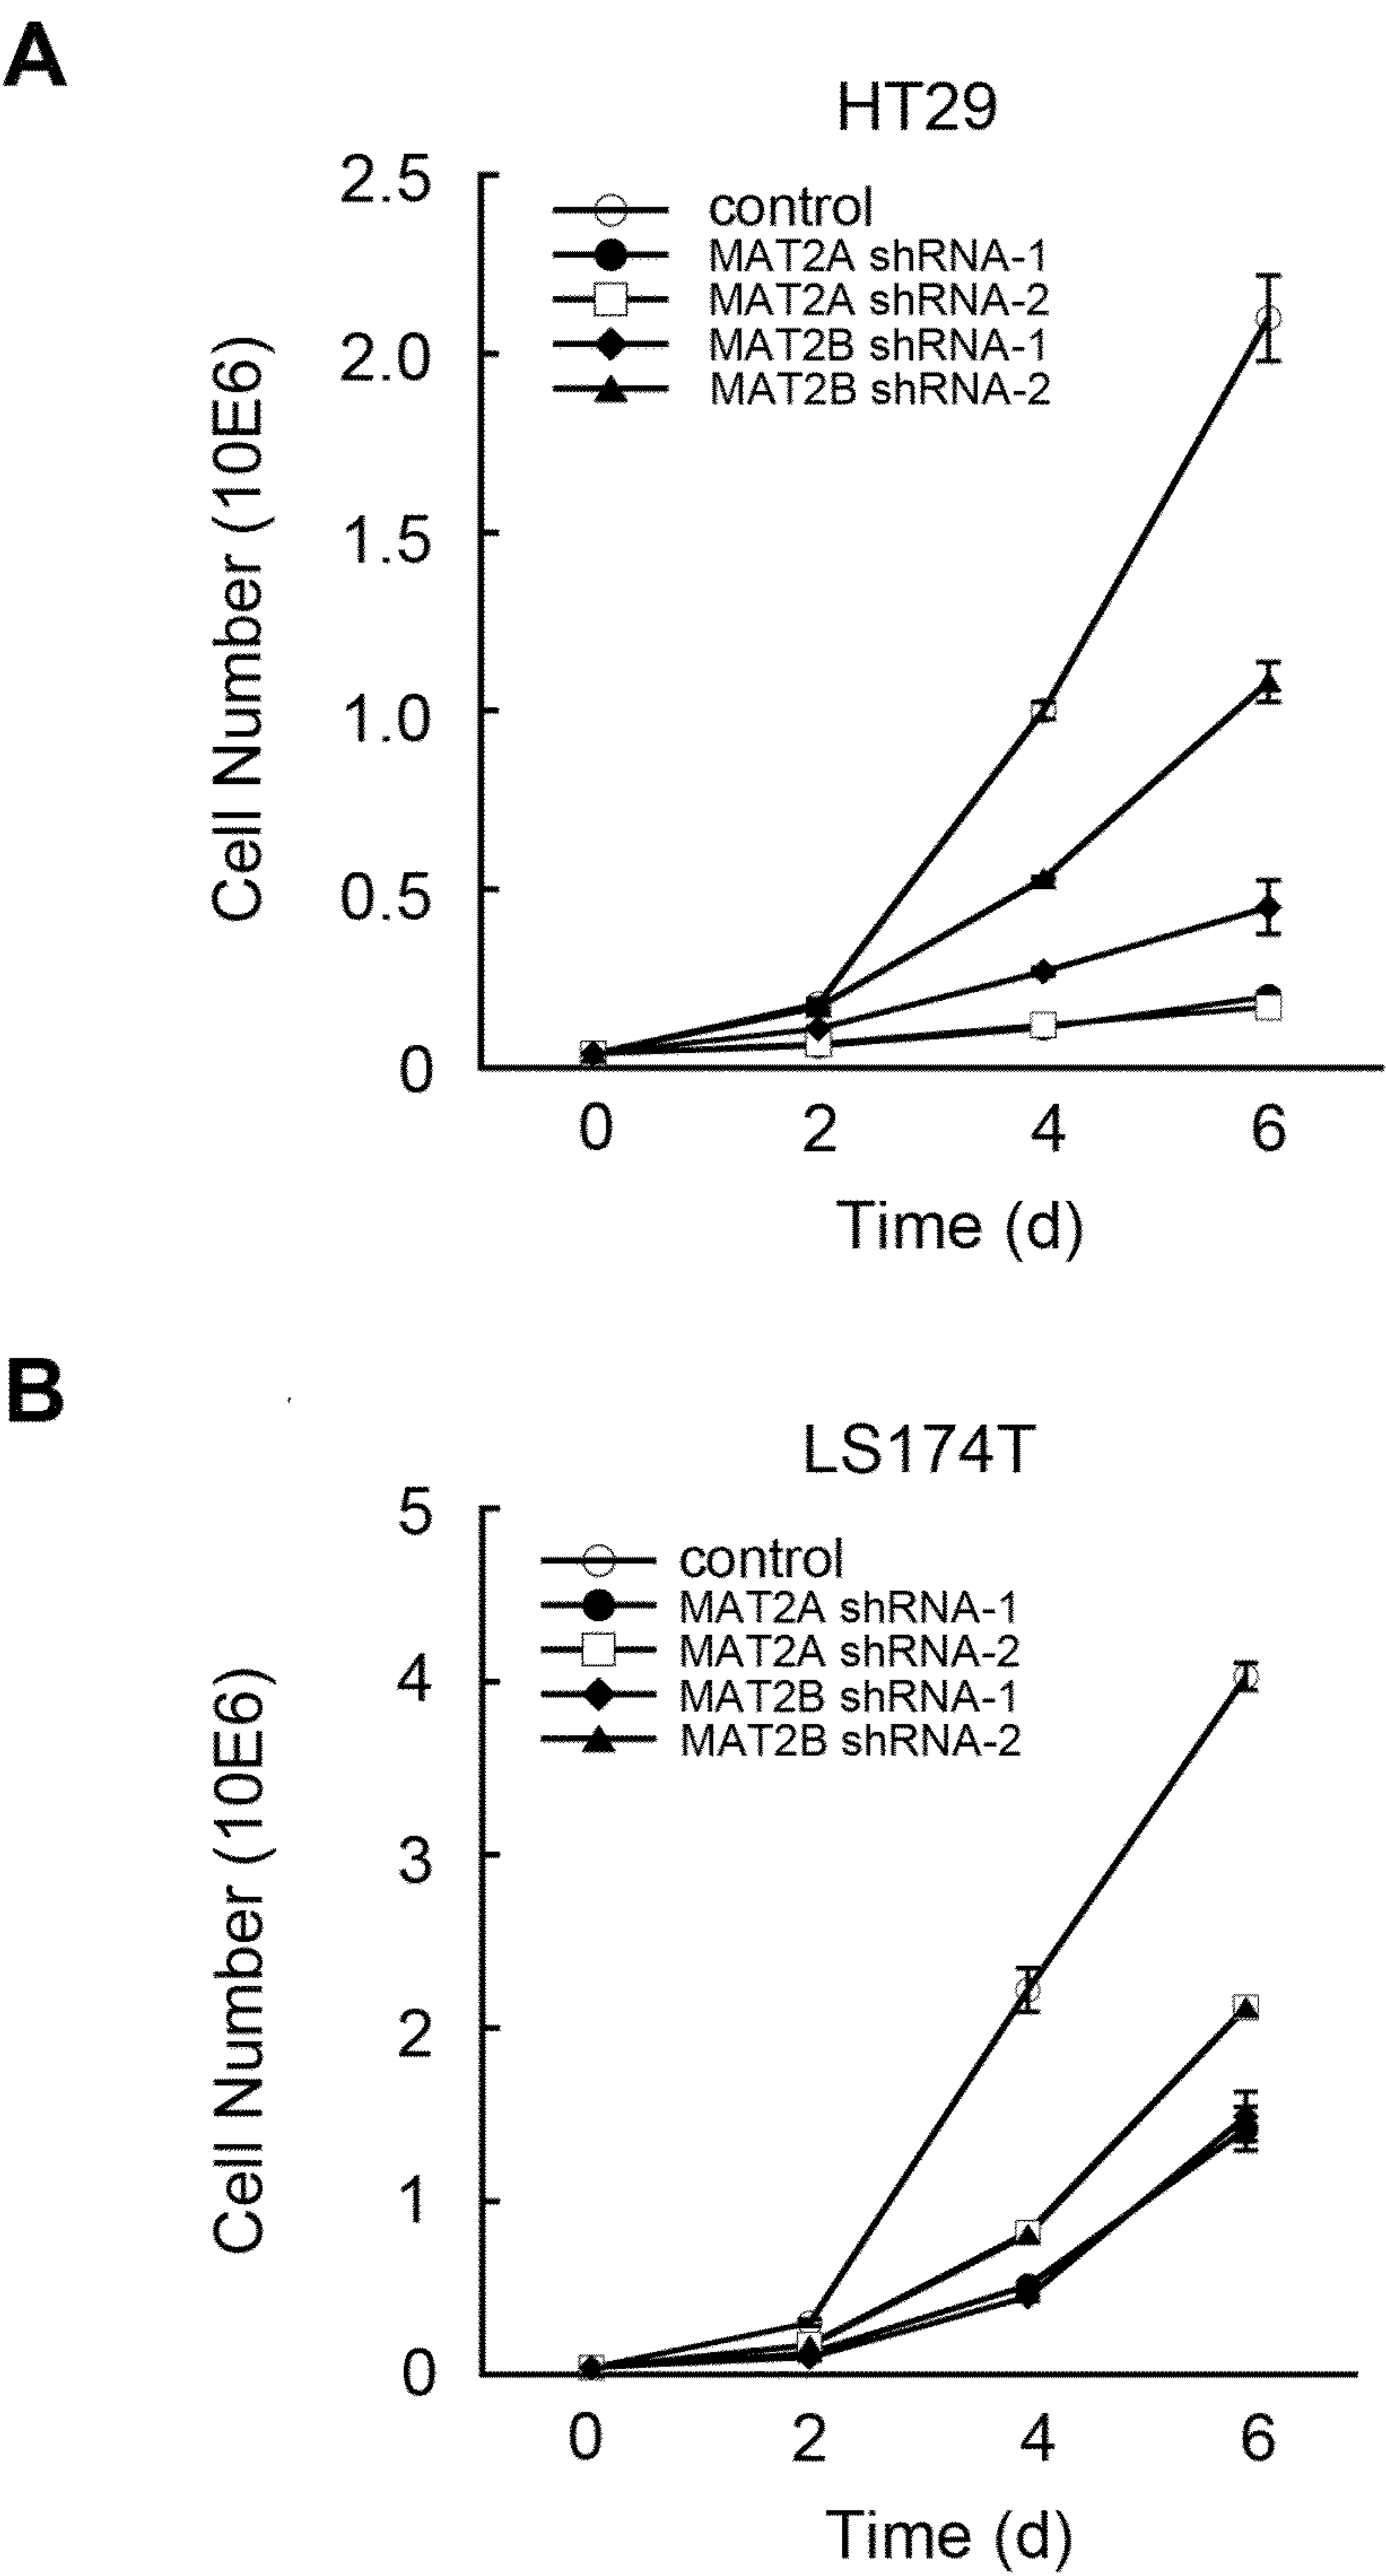 A
HT29
2.5
2.0
1.5
1.0
0.5
0
control
MAT2A shRNA-1
MAT2A shRNA-2
MAT2B shRNA-1
MAT2B shRNA-2
Cell Number (10E6)
0 2 4 6
Time (d)
B
LS174T
5
4
3
2
1
0
control
MAT2A shRNA-1
MAT2A shRNA-2
MAT2B shRNA-1
MAT2B shRNA-2
Cell Number (10E6)
0 2 4 6
Time (d)